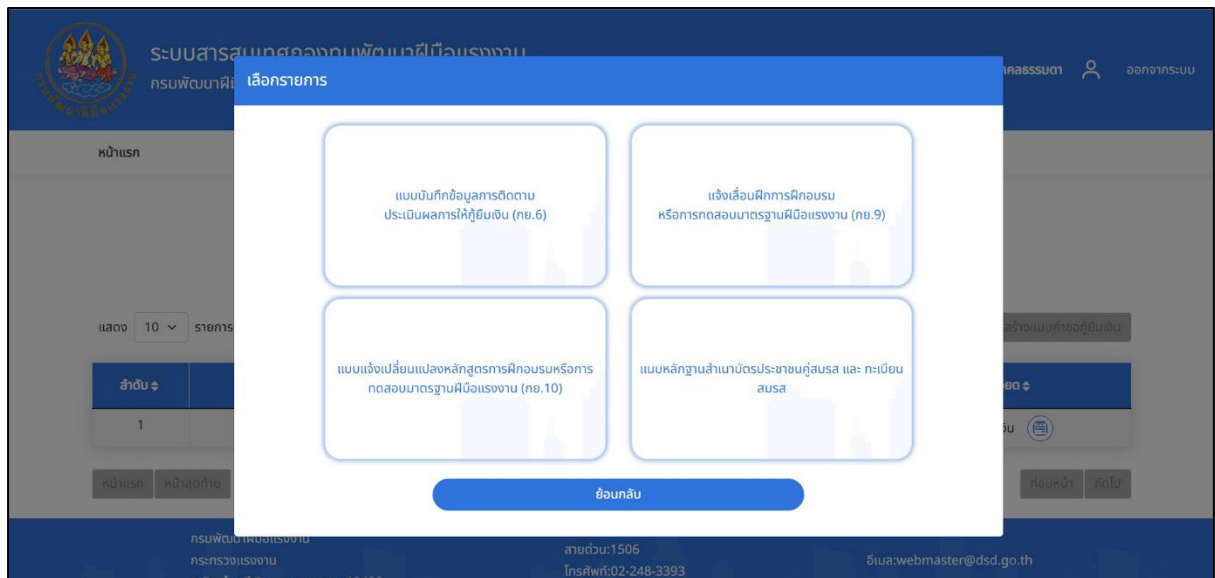 ระบบสารสนเทศกองทุนพัฒนาฝีมือแรงงาน
กรมพัฒนาฝีมื
ออกจากระบบ
เลือกรายการ
หน้าแรก
แบบบันทึกข้อมูลการติดตาม
ประเมินผลการให้กู้ยืมเงิน (กย.6)
แจ้งเลื่อนฝึกการฝึกอบรม
หรือการทดสอบมาตรฐานฝีมือแรงงาน (กย.9)
แสดง 10 รายการ
สร้างแบบคำขอกู้ยืมเงิน
แบบแจ้งเปลี่ยนแปลงหลักสูตรการฝึกอบรมหรือการ
ทดสอบมาตรฐานฝีมือแรงงาน (กย.10)
แนบหลักฐานสำเนาบัตรประชาชนคู่สมรส และ ทะเบียน
สมรส
ลำดับ
1
หน้าแรก หน้าสุดท้าย
ก่อนหน้า ถัดไป
ย้อนกลับ
กรมพัฒนาฝีมือแรงงาน
กระทรวงแรงงาน
สายด่วน:1506
โทรศัพท์:02-248-3393
อีเมล:webmaster@dsd.go.th